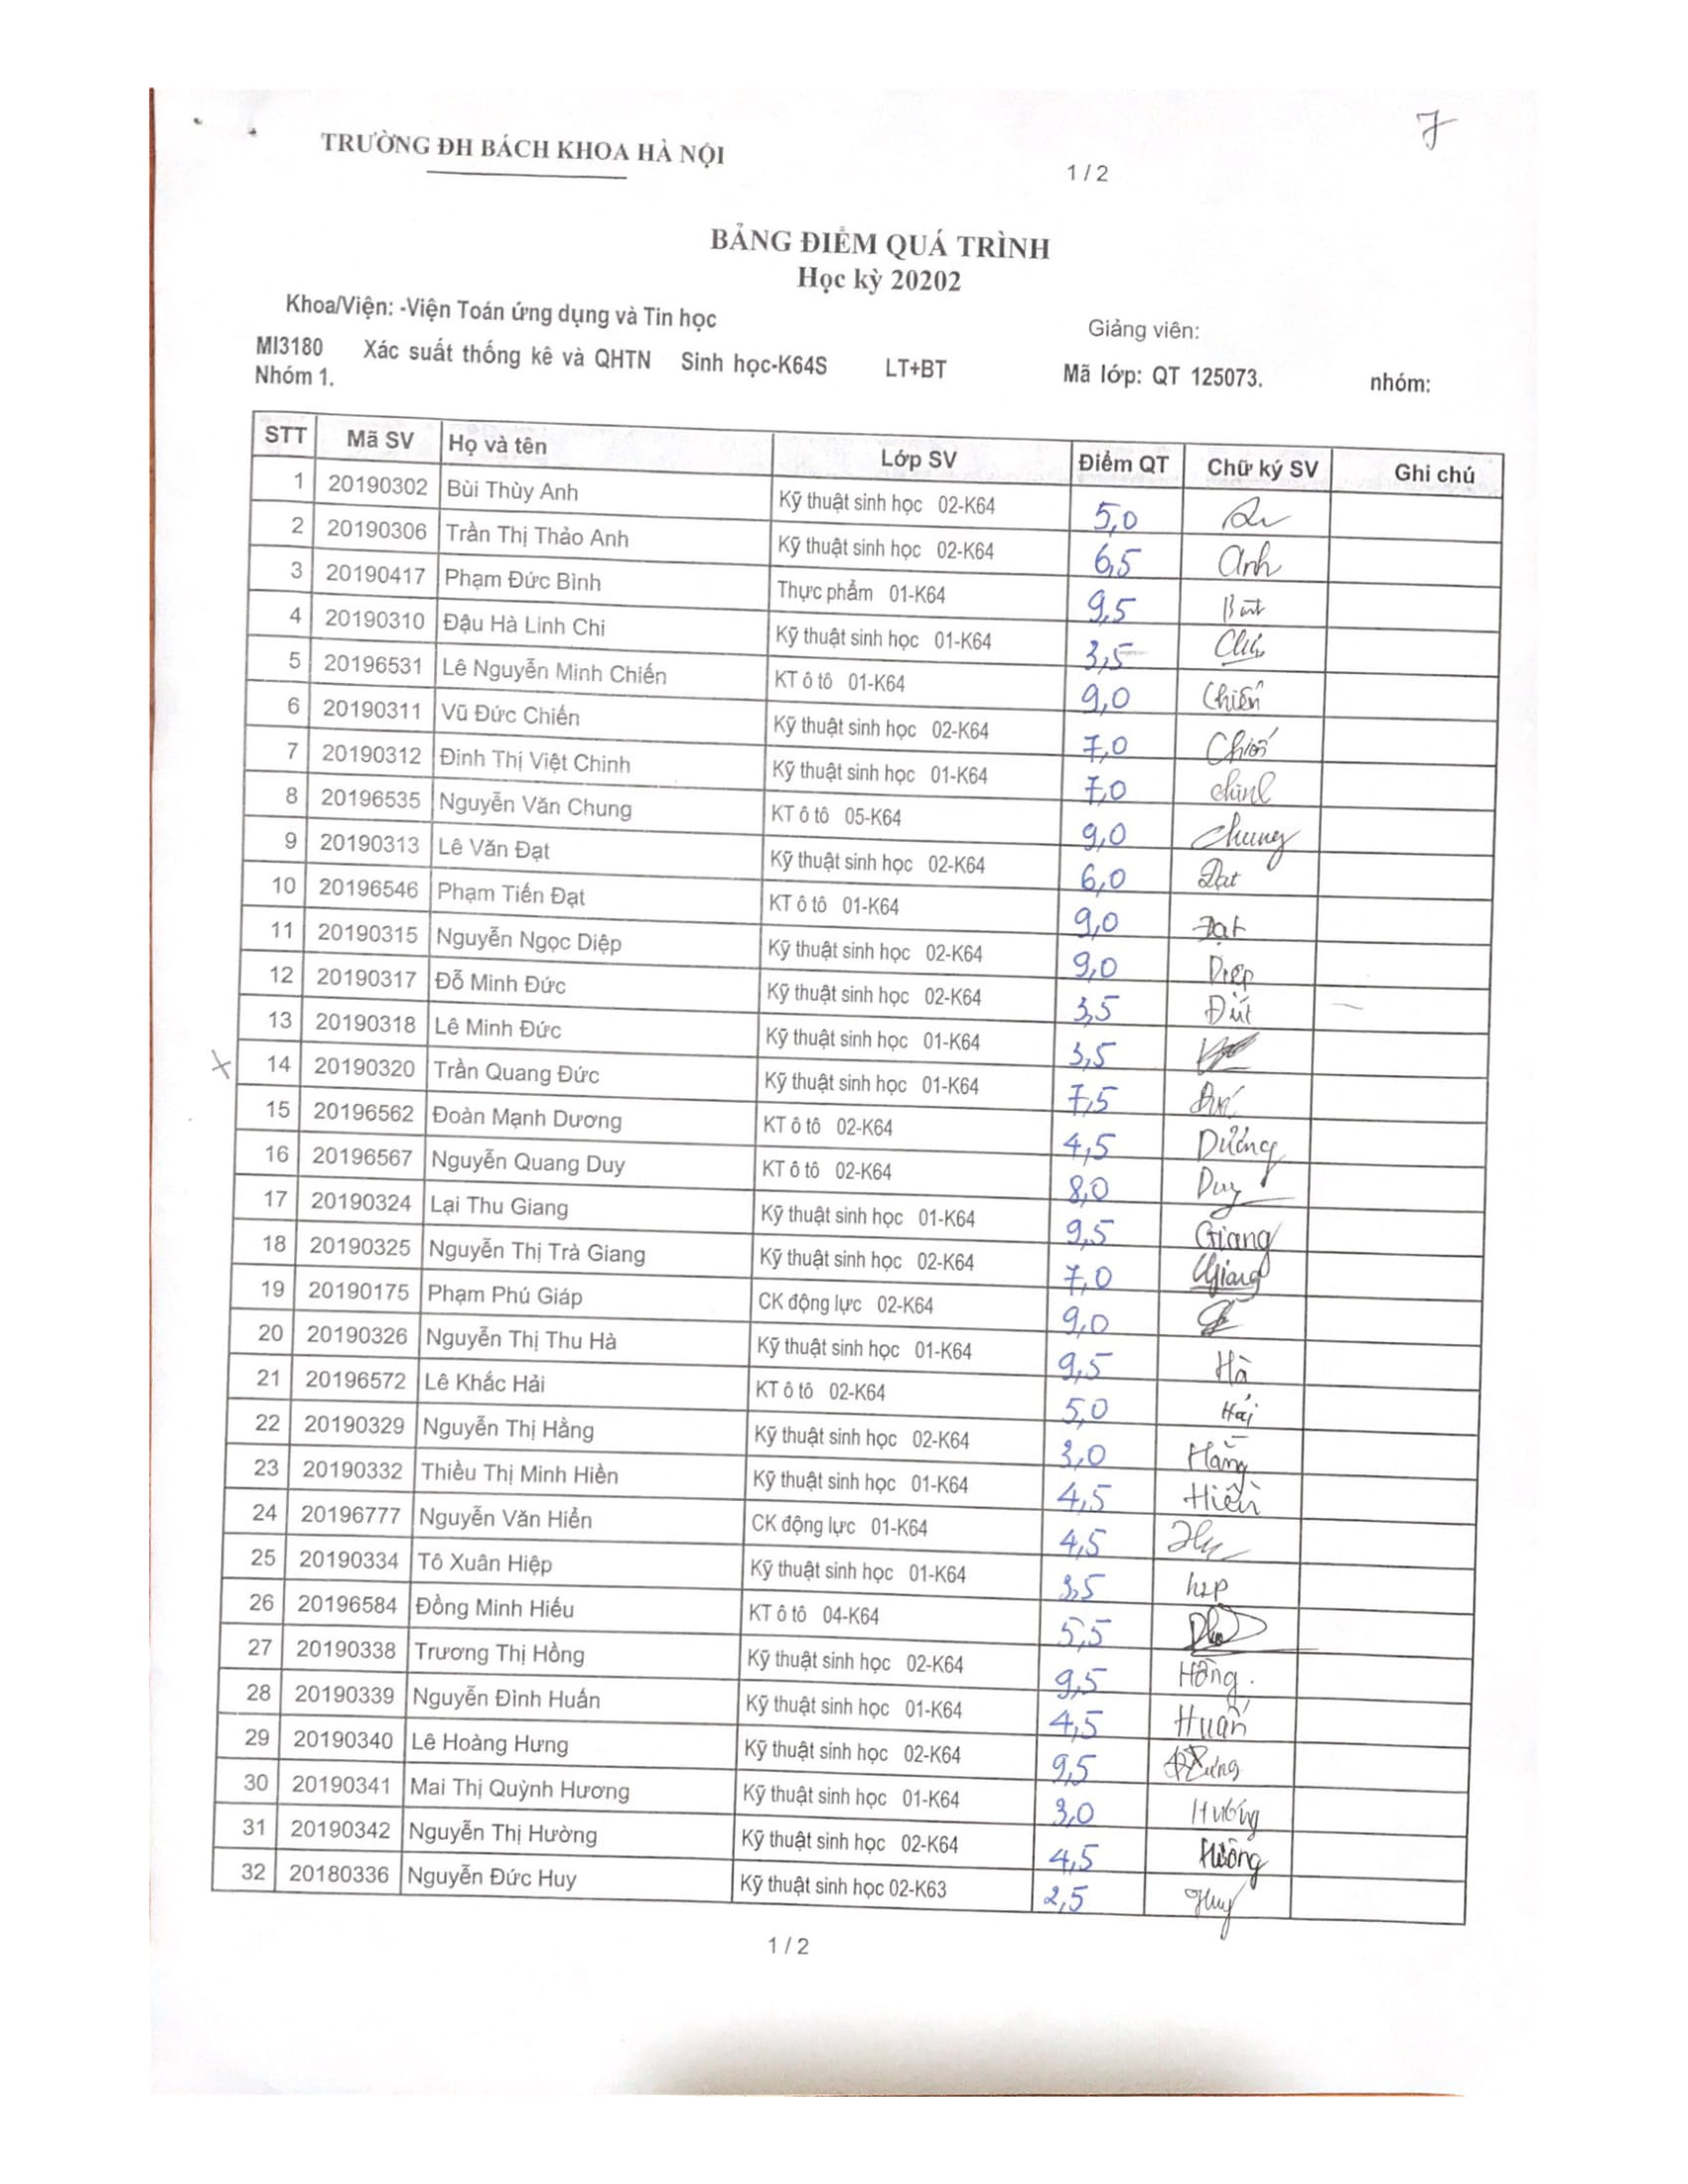 7
TRƯỜNG ĐH BÁCH KHOA HÀ NỘI
1 / 2
BẢNG ĐIỂM QUÁ TRÌNH
Học kỳ 20202
Khoa/Viện: -Viện Toán ứng dụng và Tin học Giảng viên:
MI3180 Xác suất thống kê và QHTN Sinh học-K64S LT+BT Mã lớp: QT 125073. nhóm:
Nhóm 1.
STT Mã SV Họ và tên Lớp SV Điểm QT Chữ ký SV Ghi chú
1 20190302 Bùi Thùy Anh Kỹ thuật sinh học 02-K64 5,0
2 20190306 Trần Thị Thảo Anh Kỹ thuật sinh học 02-K64 6,5 Anh
3 20190417 Phạm Đức Bình Thực phẩm 01-K64 9,5
4 20190310 Đậu Hà Linh Chi Kỹ thuật sinh học 01-K64 3,5
5 20196531 Lê Nguyễn Minh Chiến KT ô tô 01-K64 9,0 Chiến
6 20190311 Vũ Đức Chiến Kỹ thuật sinh học 02-K64 7,0
7 20190312 Đinh Thị Việt Chinh Kỹ thuật sinh học 01-K64 7,0
8 20196535 Nguyễn Văn Chung KT ô tô 05-K64 9,0 Chung
9 20190313 Lê Văn Đạt Kỹ thuật sinh học 02-K64 6,0 Đạt
10 20196546 Phạm Tiến Đạt KT ô tô 01-K64 9,0 Đạt
11 20190315 Nguyễn Ngọc Diệp Kỹ thuật sinh học 02-K64 9,0 Diệp
12 20190317 Đỗ Minh Đức Kỹ thuật sinh học 02-K64 3,5
13 20190318 Lê Minh Đức Kỹ thuật sinh học 01-K64 3,5
14 20190320 Trần Quang Đức Kỹ thuật sinh học 01-K64 7,5
15 20196562 Đoàn Mạnh Dương KT ô tô 02-K64 4,5 Dương
16 20196567 Nguyễn Quang Duy KT ô tô 02-K64 8,0 Duy
17 20190324 Lại Thu Giang Kỹ thuật sinh học 01-K64 9,5 Giang
18 20190325 Nguyễn Thị Trà Giang Kỹ thuật sinh học 02-K64 7,0 Giang
19 20190175 Phạm Phú Giáp CK động lực 02-K64 9,0
20 20190326 Nguyễn Thị Thu Hà Kỹ thuật sinh học 01-K64 9,5 Hà
21 20196572 Lê Khắc Hải KT ô tô 02-K64 5,0 Hải
22 20190329 Nguyễn Thị Hằng Kỹ thuật sinh học 02-K64 3,0 Hằng
23 20190332 Thiều Thị Minh Hiền Kỹ thuật sinh học 01-K64 4,5 Hiền
24 20196777 Nguyễn Văn Hiển CK động lực 01-K64 4,5
25 20190334 Tô Xuân Hiệp Kỹ thuật sinh học 01-K64 3,5
26 20196584 Đồng Minh Hiếu KT ô tô 04-K64 5,5
27 20190338 Trương Thị Hồng Kỹ thuật sinh học 02-K64 9,5 Hồng.
28 20190339 Nguyễn Đình Huấn Kỹ thuật sinh học 01-K64 4,5 Huấn
29 20190340 Lê Hoàng Hưng Kỹ thuật sinh học 02-K64 9,5
30 20190341 Mai Thị Quỳnh Hương Kỹ thuật sinh học 01-K64 3,0 Hương
31 20190342 Nguyễn Thị Hường Kỹ thuật sinh học 02-K64 4,5 Hường
32 20180336 Nguyễn Đức Huy Kỹ thuật sinh học 02-K63 2,5 Huy
1 / 2